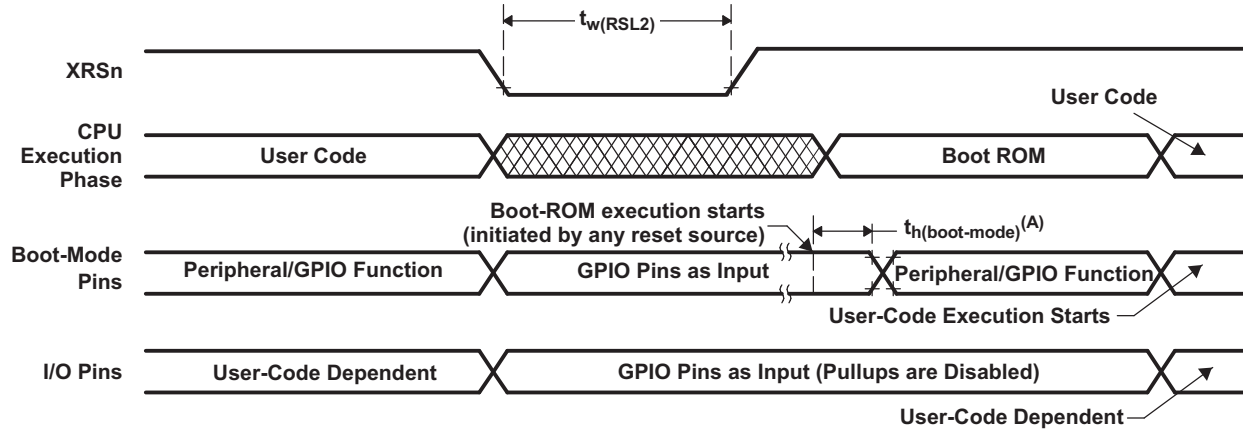 tw(RSL2)
XRSn
User Code
CPU
Execution
Phase
User Code
Boot ROM
Boot-ROM execution starts
(initiated by any reset source)
th(boot-mode)(A)
Boot-Mode
Pins
Peripheral/GPIO Function
GPIO Pins as Input
Peripheral/GPIO Function
User-Code Execution Starts
I/O Pins
User-Code Dependent
GPIO Pins as Input (Pullups are Disabled)
User-Code Dependent